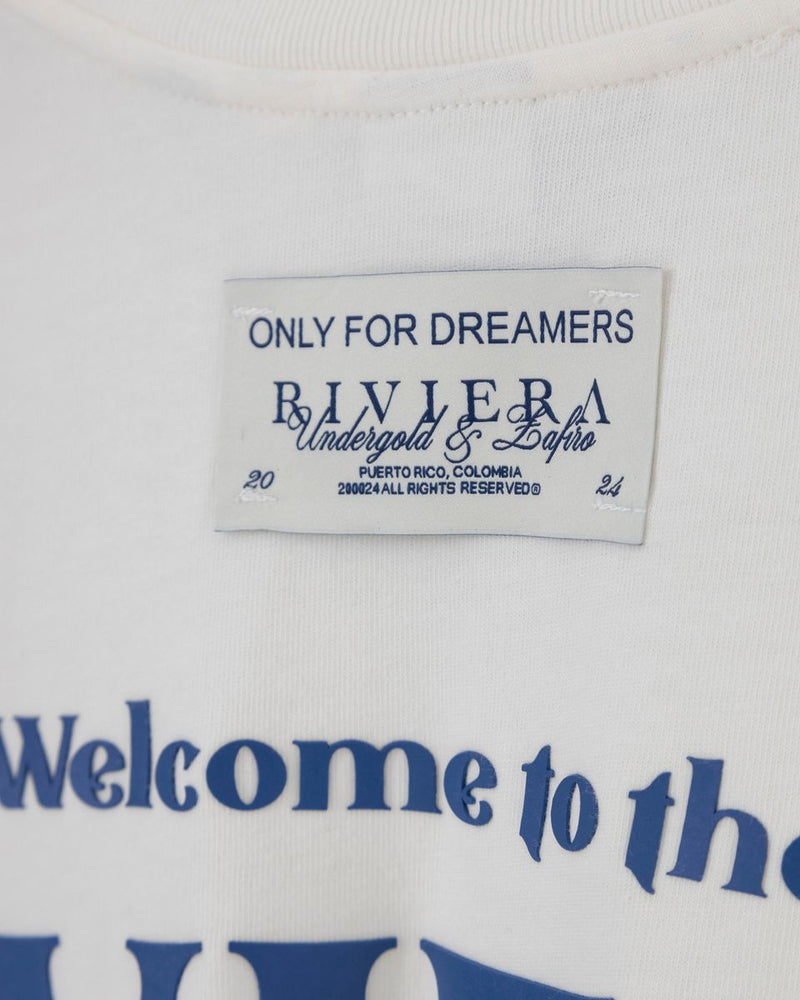 ONLY FOR DREAMERS
RIVIERA
Undergold & Zafiro
PUERTO RICO, COLOMBIA
20 200024 ALL RIGHTS RESERVED® 24
Welcome to the